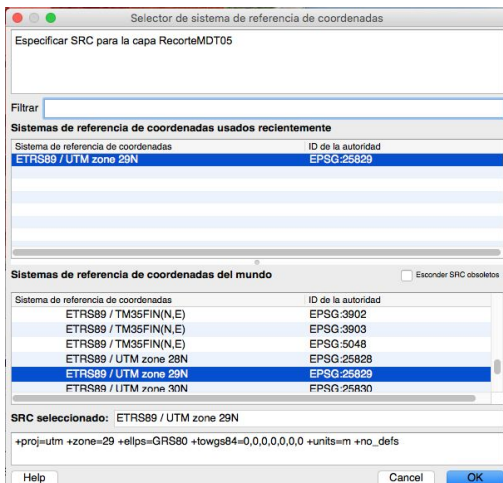 Selector de sistema de referencia de coordenadas
Especificar SRC para la capa RecorteMDT05
Filtrar
Sistemas de referencia de coordenadas usados recientemente
Sistema de referencia de coordenadas ID de la autoridad
ETRS89 / UTM zone 29N EPSG:25829
Sistemas de referencia de coordenadas del mundo Esconder SRC obsoletos
Sistema de referencia de coordenadas ID de la autoridad
ETRS89 / TM35FIN(N,E) EPSG:3902
ETRS89 / TM35FIN(N,E) EPSG:3903
ETRS89 / TM35FIN(N,E) EPSG:5048
ETRS89 / UTM zone 28N EPSG:25828
ETRS89 / UTM zone 29N EPSG:25829
ETRS89 / UTM zone 30N EPSG:25830
SRC seleccionado: ETRS89 / UTM zone 29N
+proj=utm +zone=29 +ellps=GRS80 +towgs84=0,0,0,0,0,0,0 +units=m +no_defs
Help Cancel OK